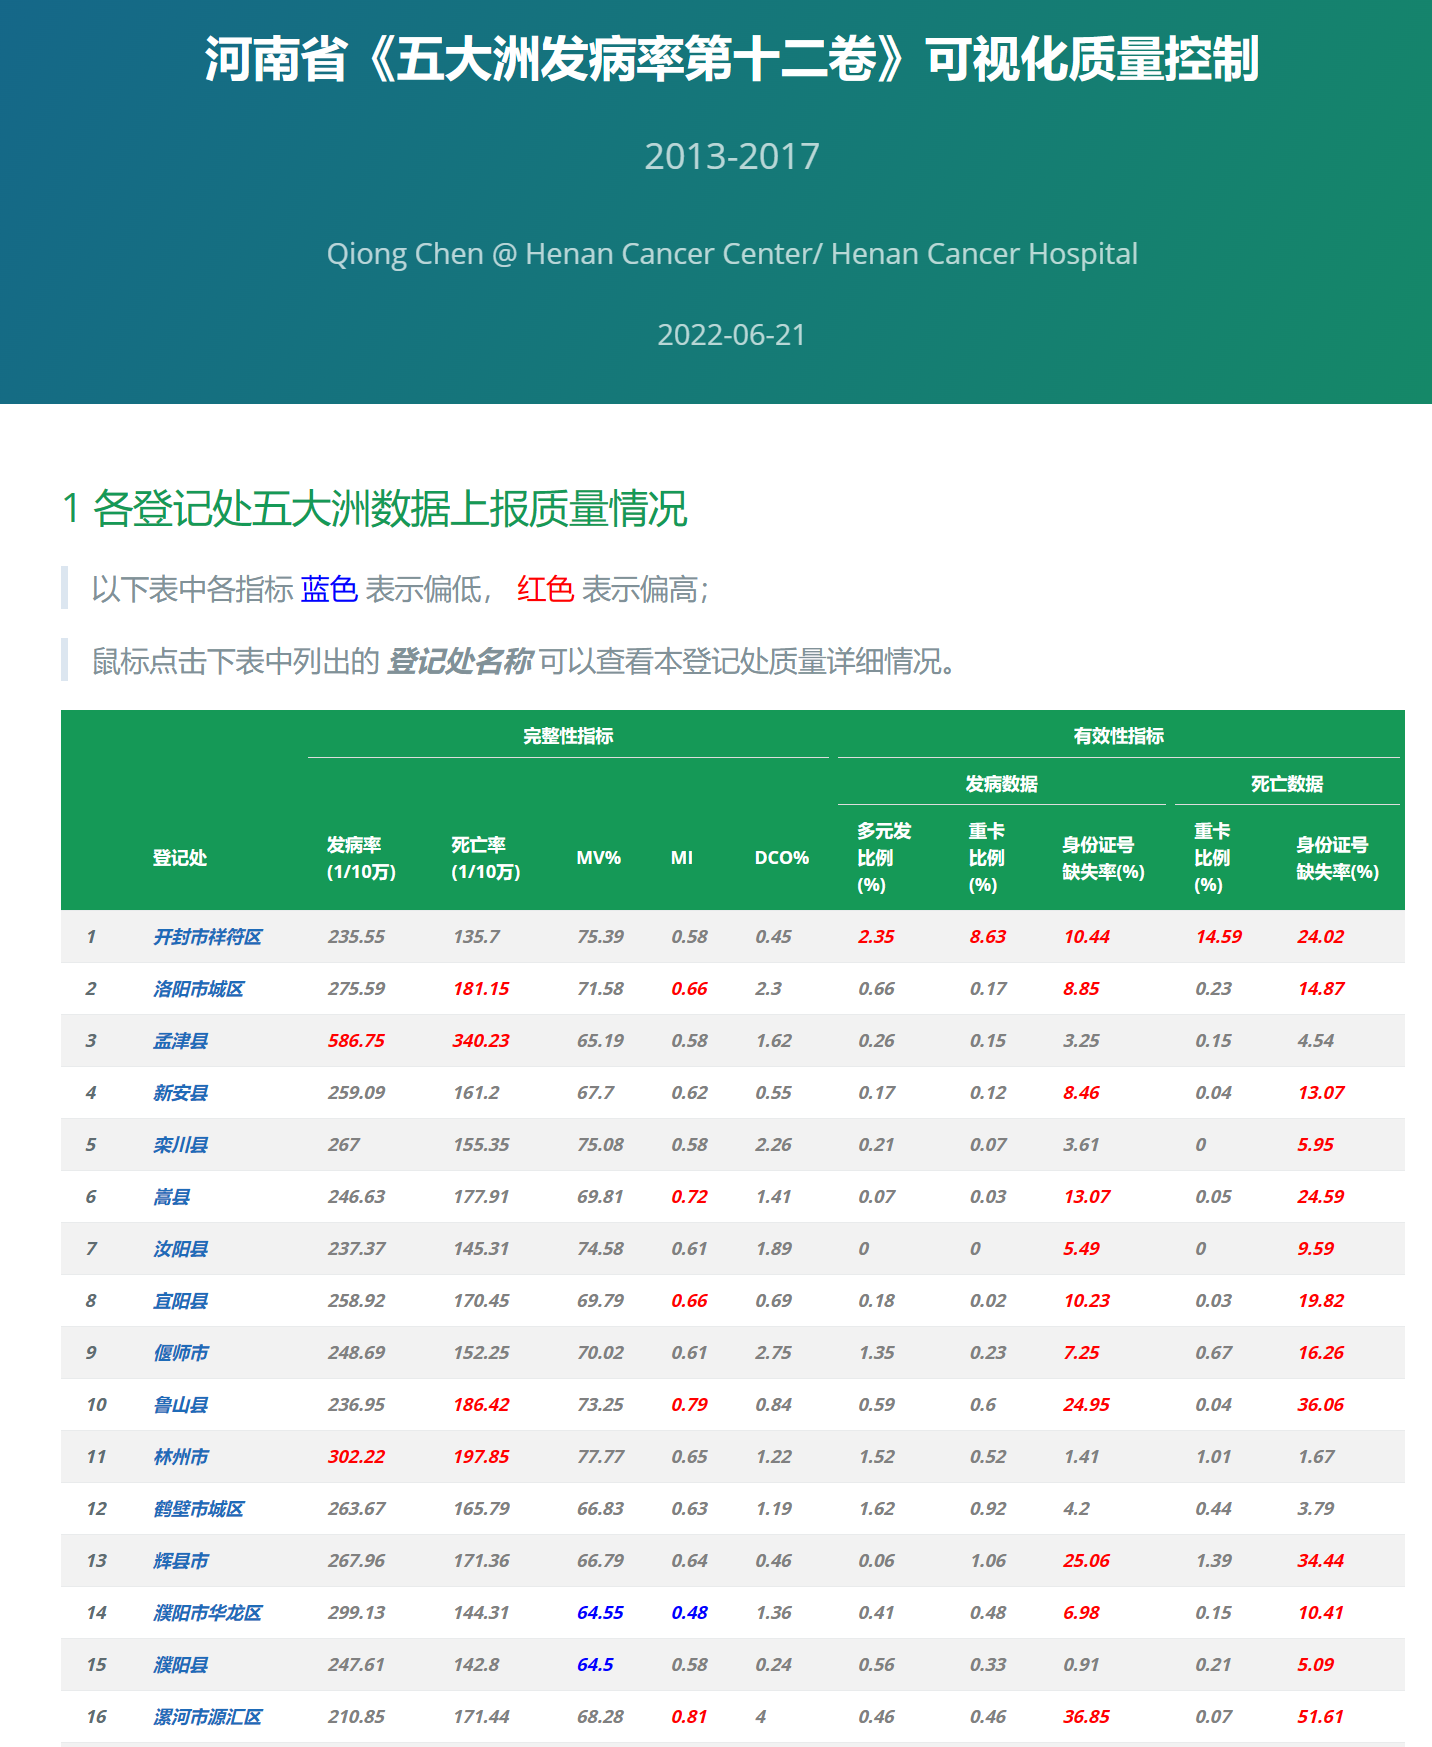 河南省《五大洲发病率第十二卷》可视化质量控制
2013-2017
Qiong Chen @ Henan Cancer Center/ Henan Cancer Hospital
2022-06-21
1 各登记处五大洲数据上报质量情况
以下表中各指标 蓝色 表示偏低， 红色 表示偏高；
鼠标点击下表中列出的 登记处名称 可以查看本登记处质量详细情况。
完整性指标 有效性指标
发病数据 死亡数据
登记处 发病率(1/10万) 死亡率(1/10万) MV% MI DCO% 多元发比例(%) 重卡比例(%) 身份证号缺失率(%) 重卡比例(%) 身份证号缺失率(%)
1 开封市祥符区 235.55 135.7 75.39 0.58 0.45 2.35 8.63 10.44 14.59 24.02
2 洛阳市城区 275.59 181.15 71.58 0.66 2.3 0.66 0.17 8.85 0.23 14.87
3 孟津县 586.75 340.23 65.19 0.58 1.62 0.26 0.15 3.25 0.15 4.54
4 新安县 259.09 161.2 67.7 0.62 0.55 0.17 0.12 8.46 0.04 13.07
5 栾川县 267 155.35 75.08 0.58 2.26 0.21 0.07 3.61 0 5.95
6 嵩县 246.63 177.91 69.81 0.72 1.41 0.07 0.03 13.07 0.05 24.59
7 汝阳县 237.37 145.31 74.58 0.61 1.89 0 0 5.49 0 9.59
8 宜阳县 258.92 170.45 69.79 0.66 0.69 0.18 0.02 10.23 0.03 19.82
9 偃师市 248.69 152.25 70.02 0.61 2.75 1.35 0.23 7.25 0.67 16.26
10 鲁山县 236.95 186.42 73.25 0.79 0.84 0.59 0.6 24.95 0.04 36.06
11 林州市 302.22 197.85 77.77 0.65 1.22 1.52 0.52 1.41 1.01 1.67
12 鹤壁市城区 263.67 165.79 66.83 0.63 1.19 1.62 0.92 4.2 0.44 3.79
13 辉县市 267.96 171.36 66.79 0.64 0.46 0.06 1.06 25.06 1.39 34.44
14 濮阳市华龙区 299.13 144.31 64.55 0.48 1.36 0.41 0.48 6.98 0.15 10.41
15 濮阳县 247.61 142.8 64.5 0.58 0.24 0.56 0.33 0.91 0.21 5.09
16 漯河市源汇区 210.85 171.44 68.28 0.81 4 0.46 0.46 36.85 0.07 51.61